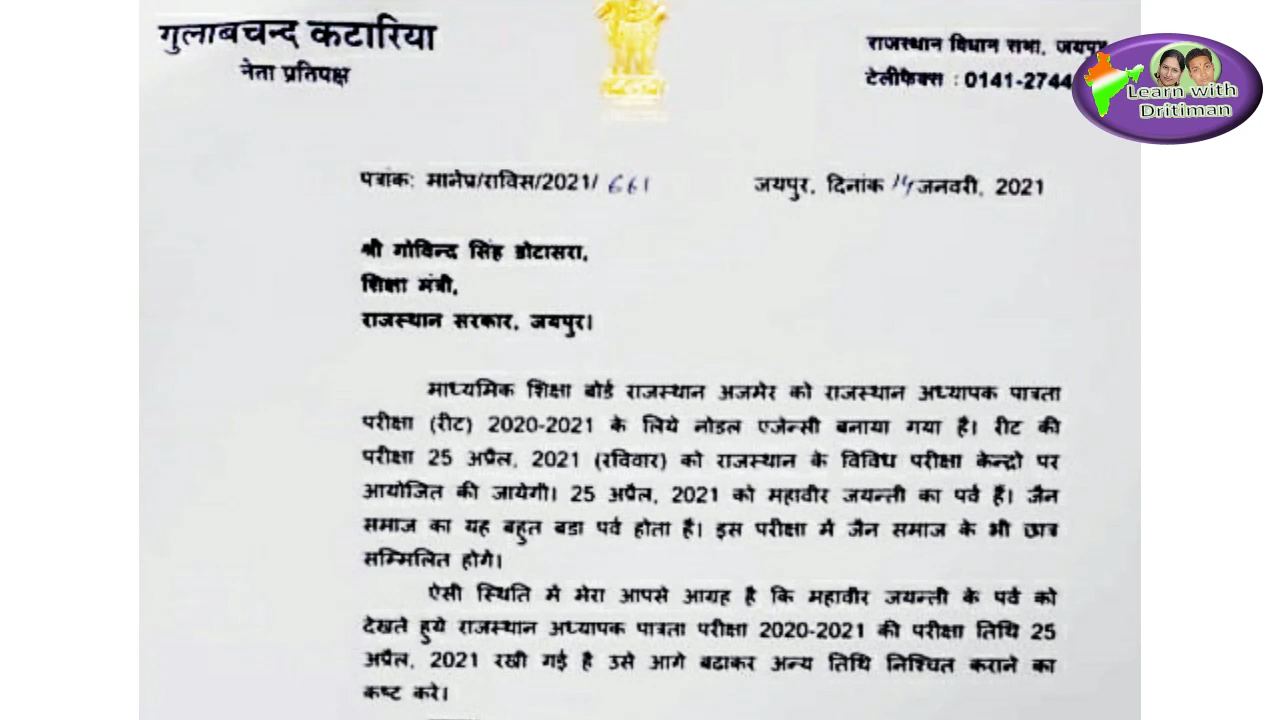 गुलाबचन्द कटारिया
नेता प्रतिपक्ष
राजस्थान विधान सभा, जयपुर
टेलीफैक्स : 0141-2744
Learn with
Dritiman
पत्रांक: मानेप्र/राविस/2021/ 661
जयपुर, दिनांक 14 जनवरी, 2021
श्री गोविन्द सिंह डोटासरा,
शिक्षा मंत्री,
राजस्थान सरकार, जयपुर।
माध्यमिक शिक्षा बोर्ड राजस्थान अजमेर को राजस्थान अध्यापक पात्रता
परीक्षा (रीट) 2020-2021 के लिये नोडल एजेन्सी बनाया गया है। रीट की
परीक्षा 25 अप्रैल, 2021 (रविवार) को राजस्थान के विविध परीक्षा केन्द्रो पर
आयोजित की जायेगी। 25 अप्रैल, 2021 को महावीर जयन्ती का पर्व हैं। जैन
समाज का यह बहुत बडा पर्व होता है। इस परीक्षा में जैन समाज के भी छात्र
सम्मिलित होगे।
ऐसी स्थिति में मेरा आपसे आग्रह है कि महावीर जयन्ती के पर्व को
देखते हुये राजस्थान अध्यापक पात्रता परीक्षा 2020-2021 की परीक्षा तिथि 25
अप्रैल, 2021 रखी गई है उसे आगे बढाकर अन्य तिथि निश्चित कराने का
कष्ट करे।